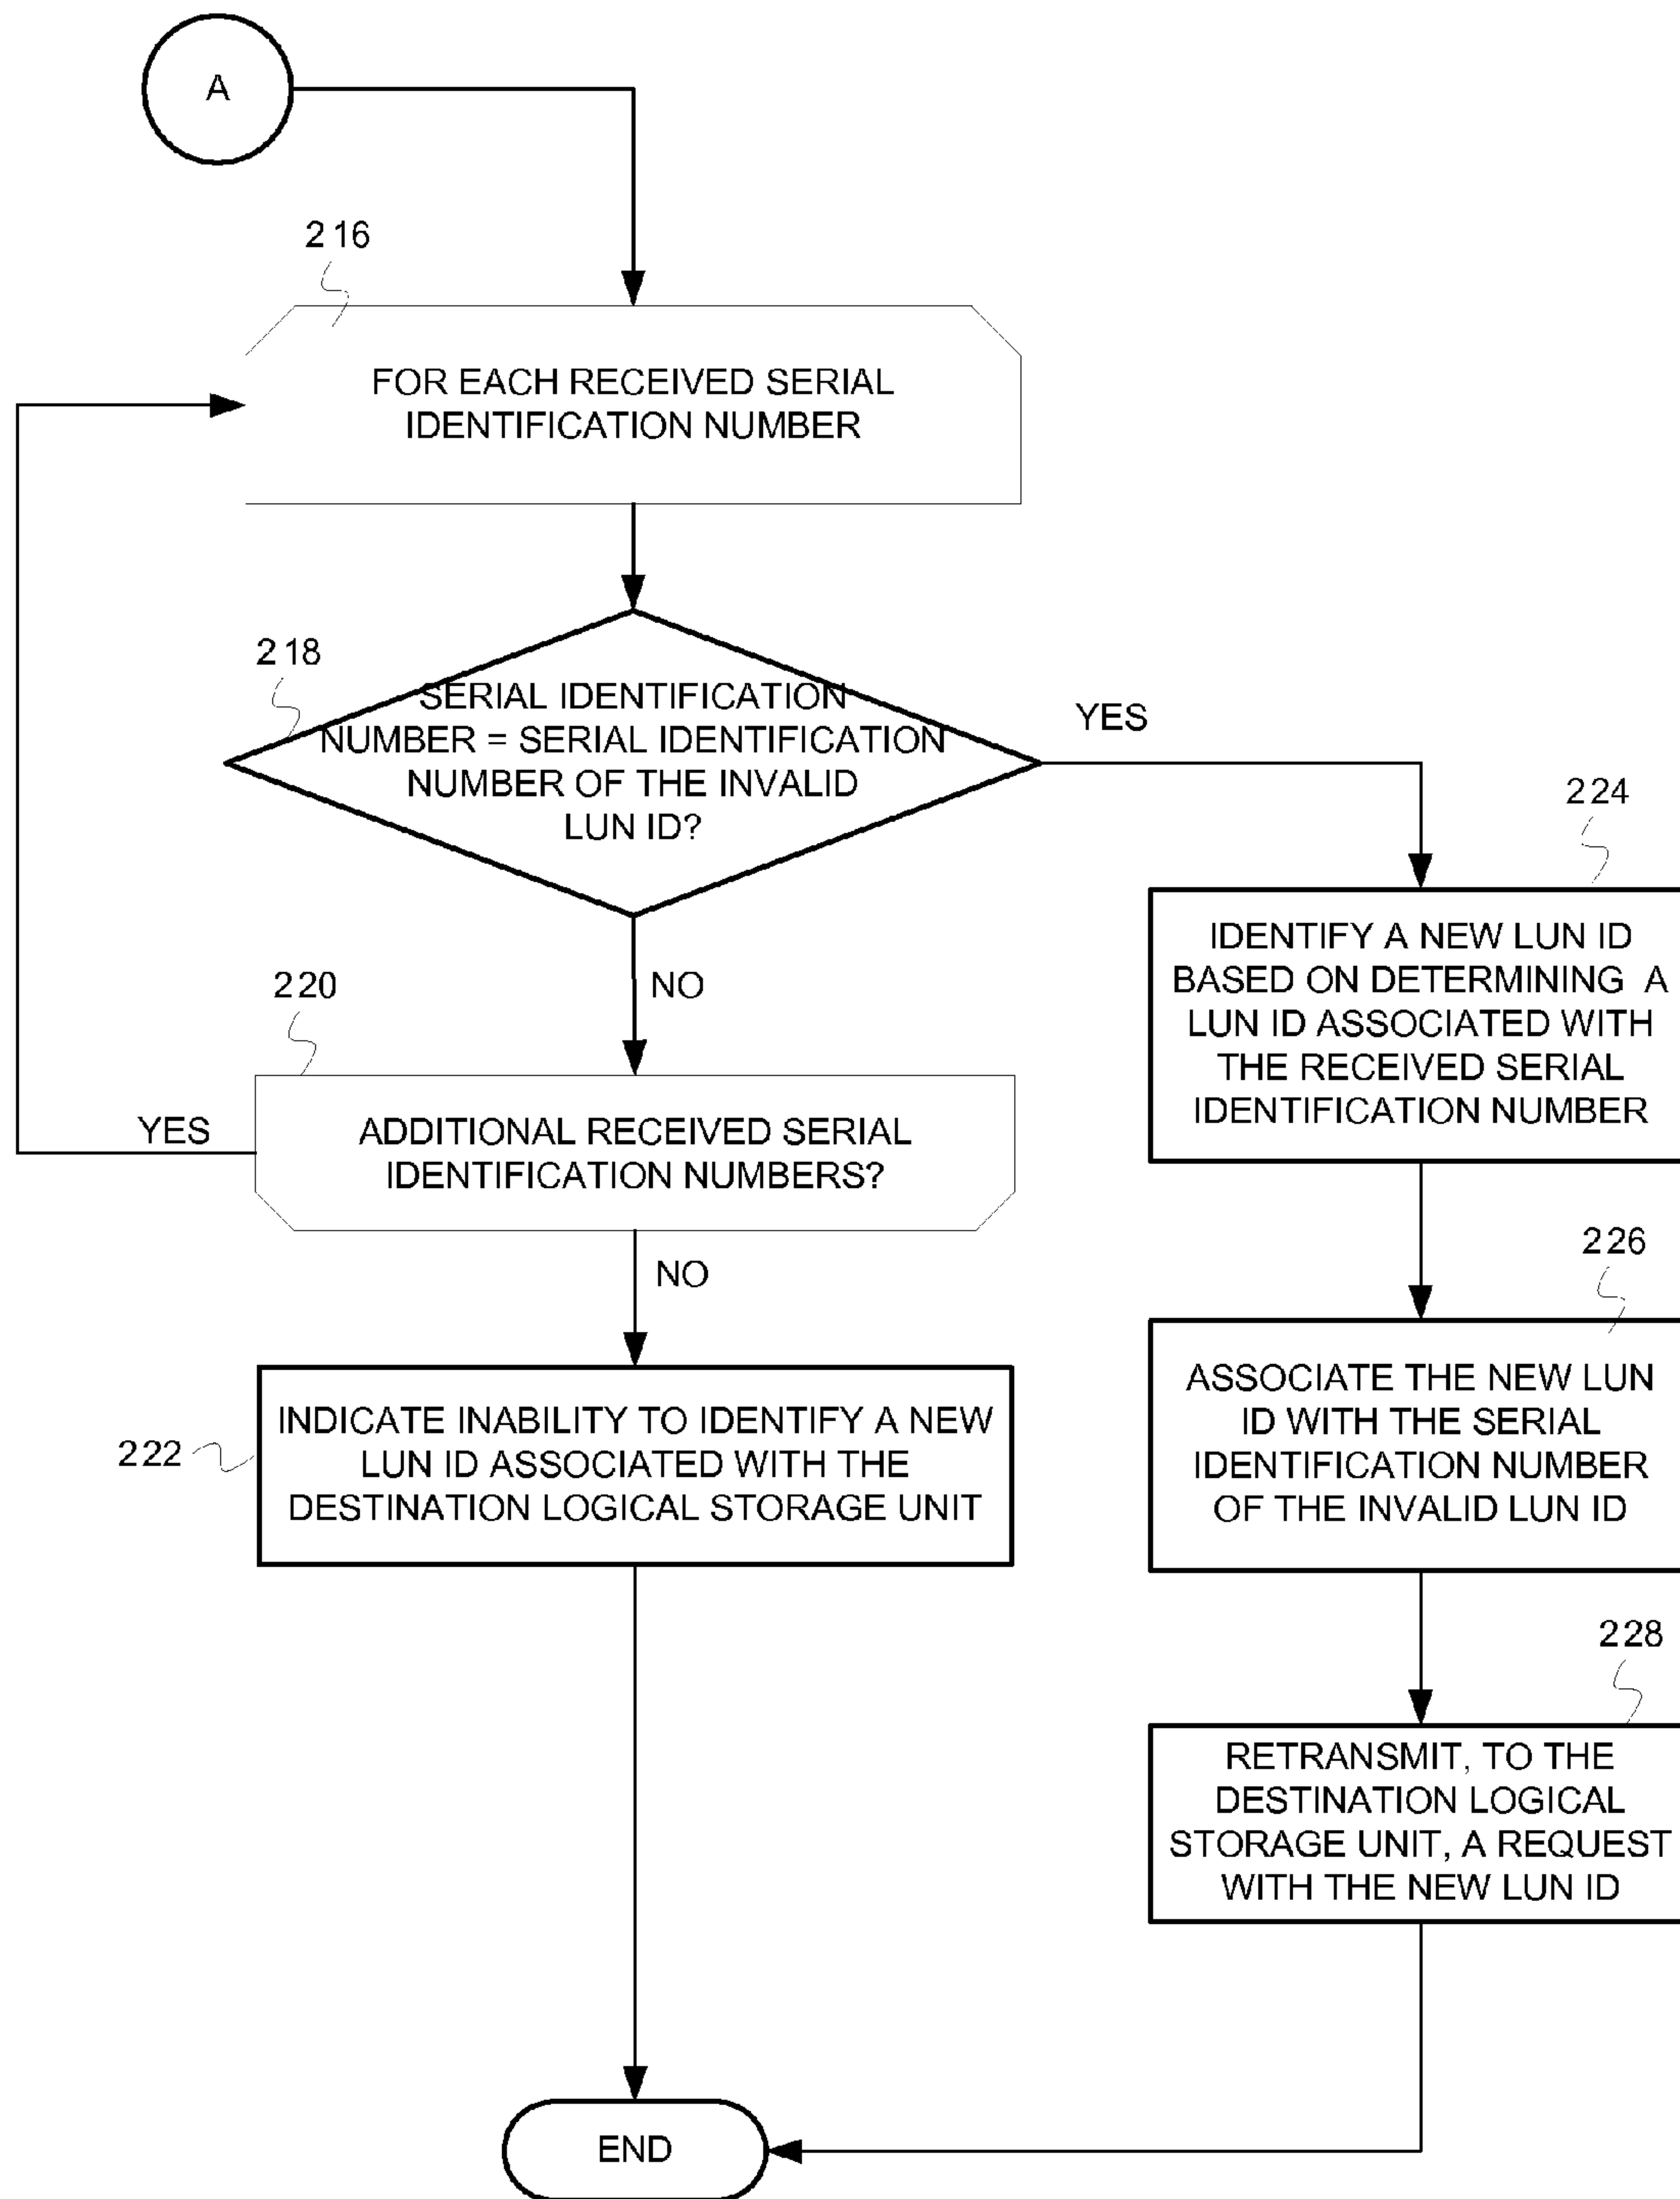 A
216
FOR EACH RECEIVED SERIAL
IDENTIFICATION NUMBER
218
SERIAL IDENTIFICATION
NUMBER = SERIAL IDENTIFICATION
NUMBER OF THE INVALID
LUN ID?
YES
NO
220
ADDITIONAL RECEIVED SERIAL
IDENTIFICATION NUMBERS?
YES
NO
222
INDICATE INABILITY TO IDENTIFY A NEW
LUN ID ASSOCIATED WITH THE
DESTINATION LOGICAL STORAGE UNIT
224
IDENTIFY A NEW LUN ID
BASED ON DETERMINING A
LUN ID ASSOCIATED WITH
THE RECEIVED SERIAL
IDENTIFICATION NUMBER
226
ASSOCIATE THE NEW LUN
ID WITH THE SERIAL
IDENTIFICATION NUMBER
OF THE INVALID LUN ID
228
RETRANSMIT, TO THE
DESTINATION LOGICAL
STORAGE UNIT, A REQUEST
WITH THE NEW LUN ID
END